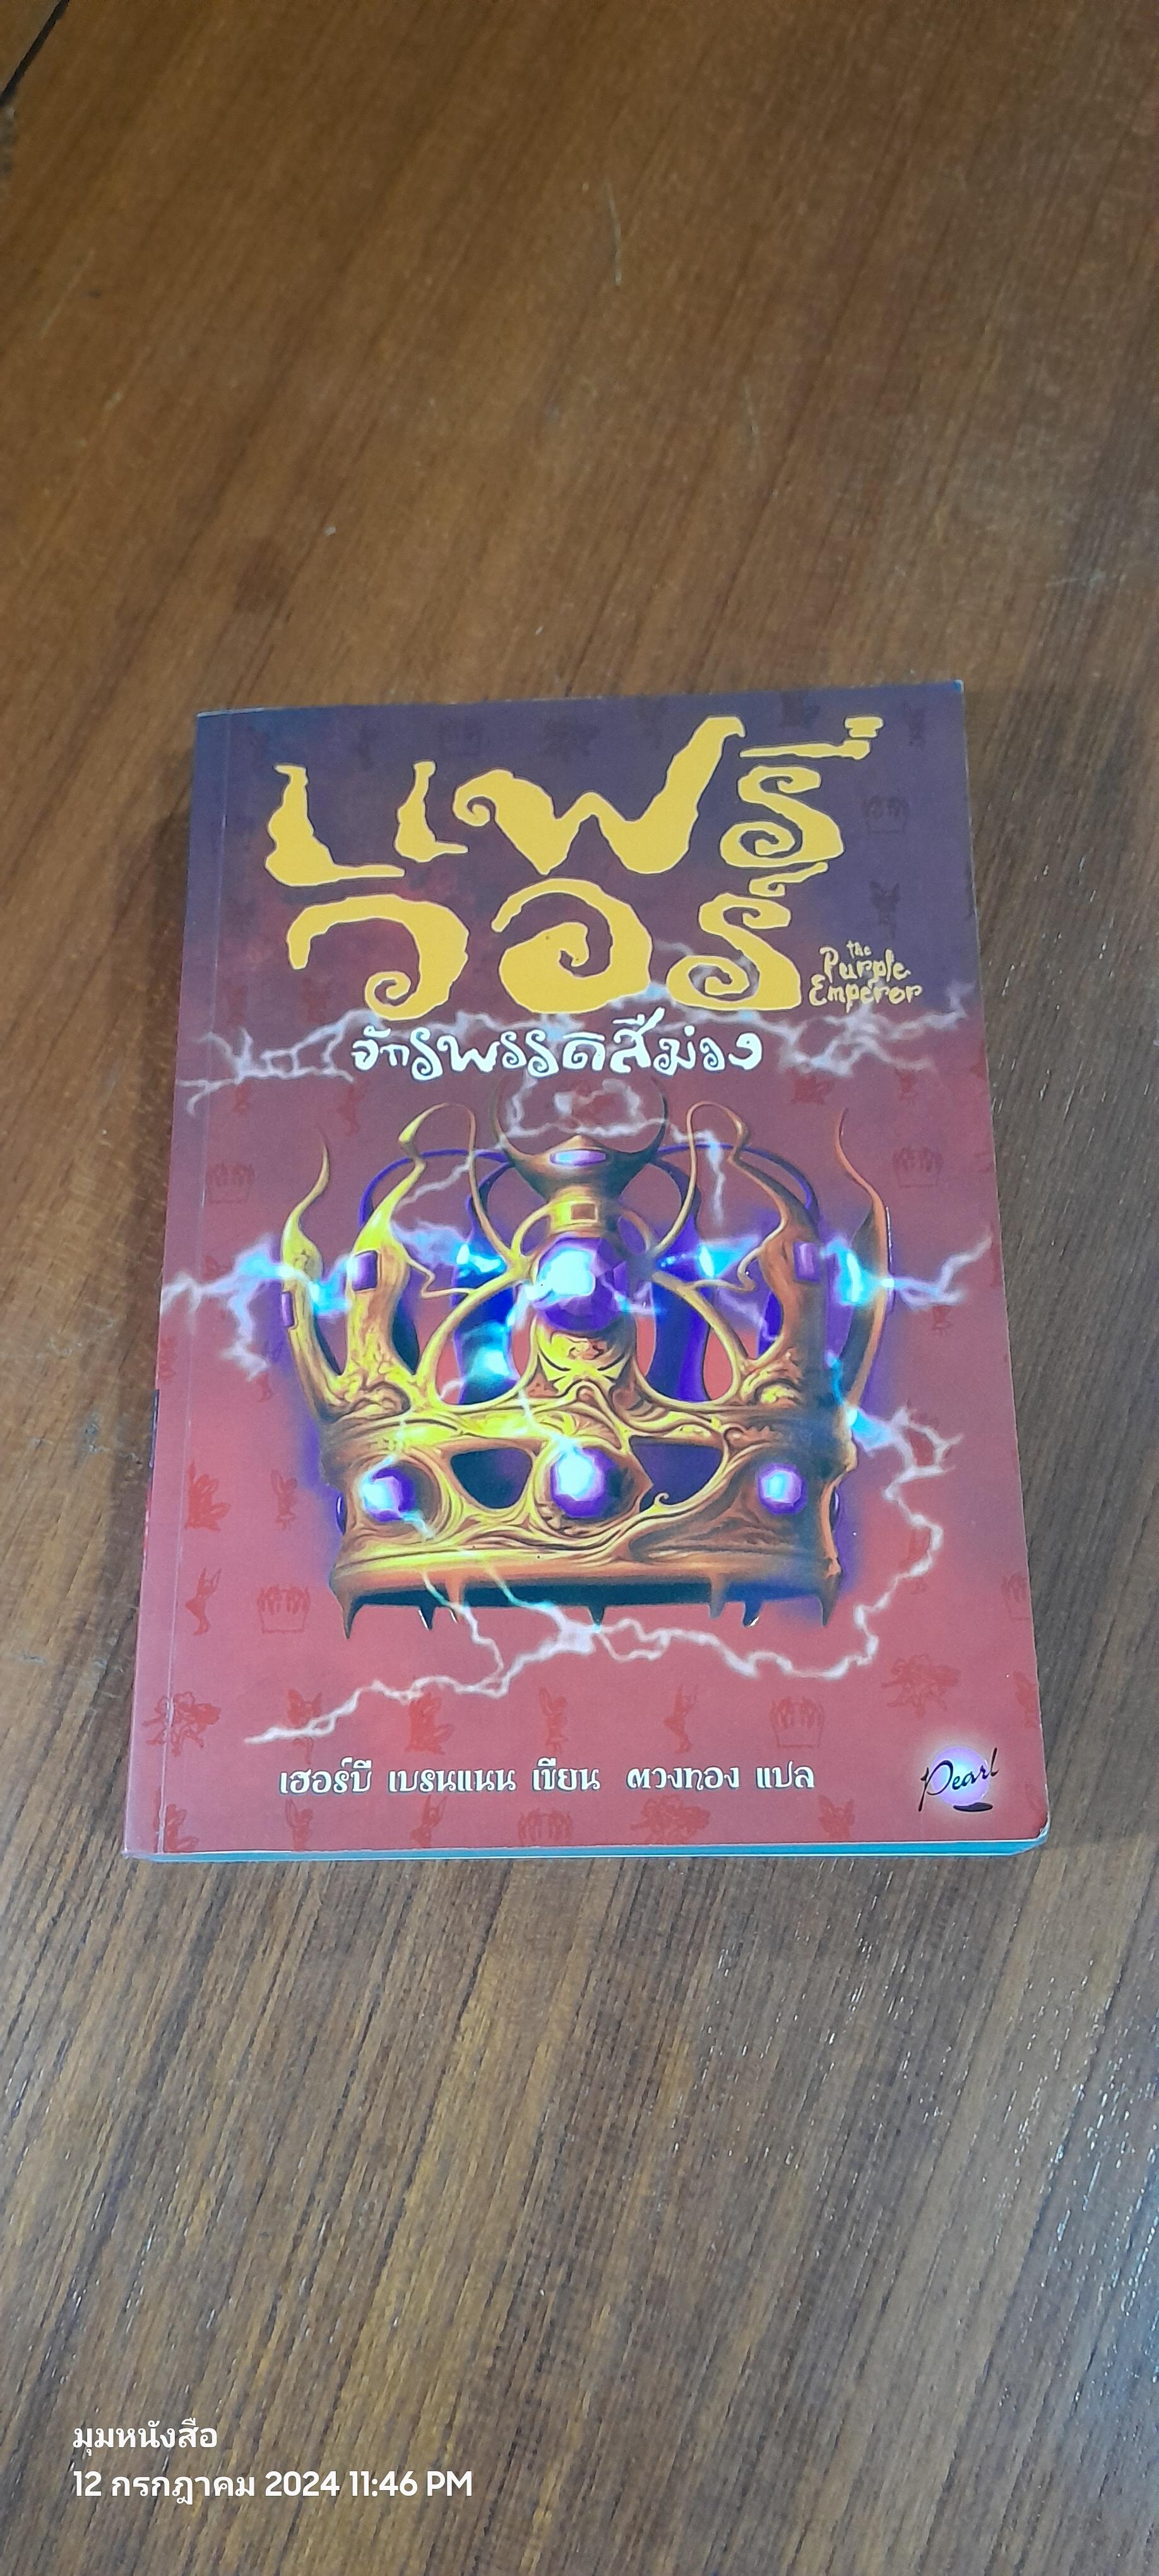 แฟรี่
วอร์
the
Purple
Emperor
จักรพรรดิสีม่วง
เฮอร์บี เบรนแนน เขียน ตวงทอง แปล
Pearl
มุมหนังสือ
12 กรกฎาคม 2024 11:46 PM